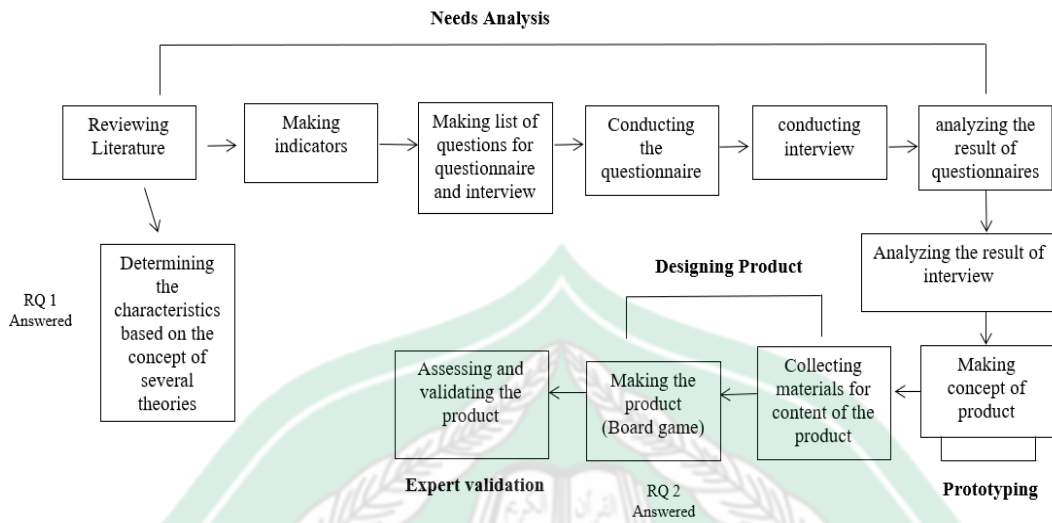 Needs Analysis
Reviewing
Literature
Making
indicators
Making list of
questions for
questionnaire
and interview
Conducting
the
questionnaire
conducting
interview
analyzing the
result of
questionnaires
RQ 1
Answered
Determining
the
characteristics
based on the
concept of
several
theories
Analyzing the result of
interview
Designing Product
Assessing and
validating the
product
Making the
product
(Board game)
Collecting
materials for
content of the
product
Making
concept of
product
Expert validation
RQ 2
Answered
Prototyping
القرآن
الكريم